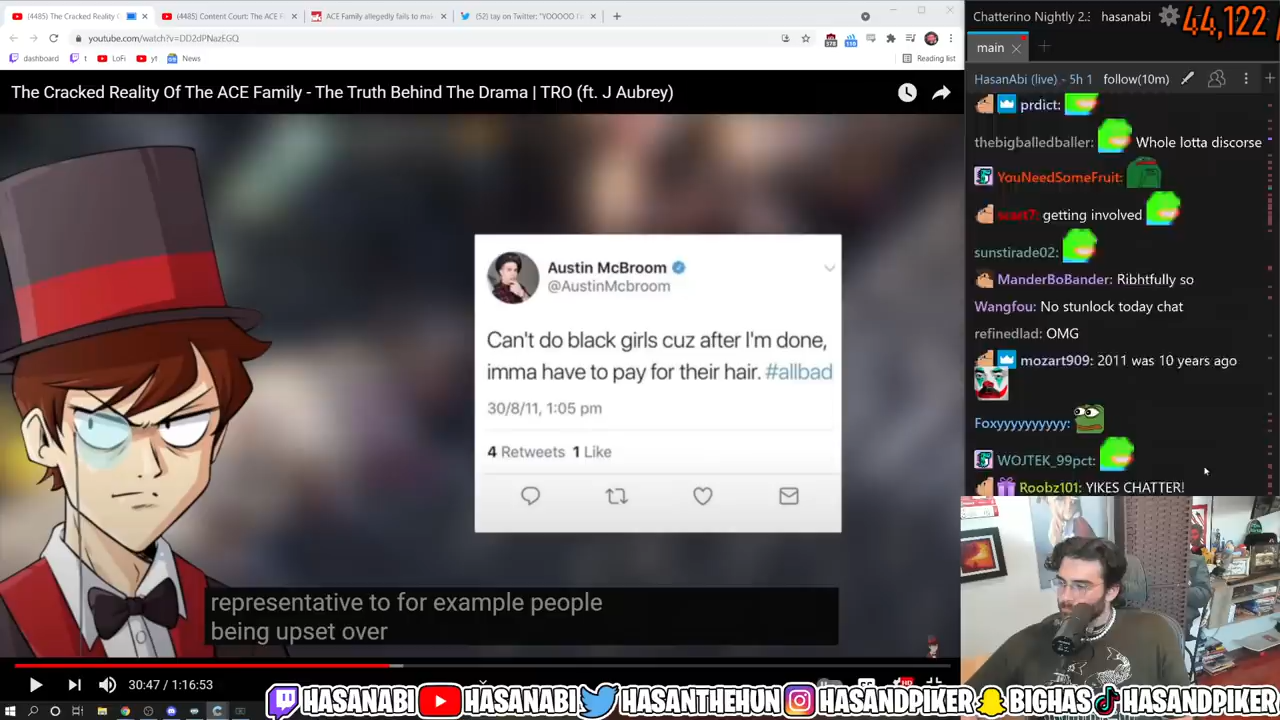 (4485) The Cracked Reality O
(4485) Content Court: The ACE F
ACE Family allegedly fails to ma
(52) tay on Twitter: "YOOOO I'
youtube.com/watch?v=DD2dPNazEGQ
dashboard
t
LoFi
yt
News
Reading list
The Cracked Reality Of The ACE Family - The Truth Behind The Drama | TRO (ft. J Aubrey)
Austin McBroom
@AustinMcbroom
Can't do black girls cuz after I'm done,
imma have to pay for their hair. #allbad
30/8/11, 1:05 pm
4 Retweets 1 Like
representative to for example people
being upset over
30:47 / 1:16:53
Chatterino Nightly 2.
hasanabi
44,122
main
HasanAbi (live) - 5h 1
follow(10m)
prdict:
thebigballedballer: Whole lotta discorse
YouNeedSomeFruit:
getting involved
sunstirade02:
ManderBoBander: Ribhtfully so
Wangfou: No stunlock today chat
refinedlad: OMG
mozart909: 2011 was 10 years ago
Foxyyyyyyyyyy:
WOJTEK_99pct:
Roobz101: YIKES CHATTER!
HASANABI
HASANABI
HASANTHEHUN
HASANDPIKER
BIGHAS
HASANDPIKER